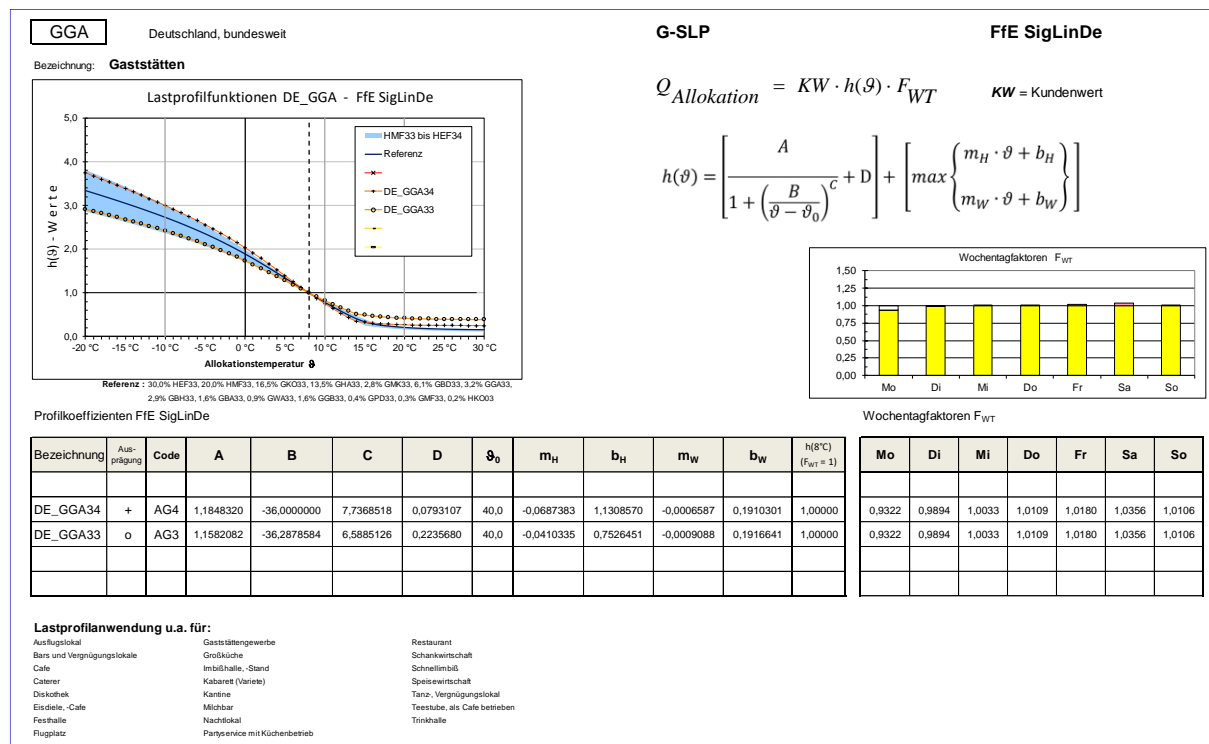 GGA
Deutschland, bundesweit
G-SLP
FfE SigLinDe
Bezeichnung: Gaststätten
Q_Allokation = KW · h(ϑ) · F_WT
KW = Kundenwert
h(ϑ) = [ A / (1 + (B / (ϑ − ϑ_0))^C) + D ] + [ max { m_H · ϑ + b_H ; m_W · ϑ + b_W } ]
Lastprofilfunktionen DE_GGA - FfE SigLinDe
h(ϑ) - W e r t e
5,0
4,0
3,0
2,0
1,0
0,0
HMF33 bis HEF34
Referenz
DE_GGA34
DE_GGA33
-20 °C -15 °C -10 °C -5 °C 0 °C 5 °C 10 °C 15 °C 20 °C 25 °C 30 °C
Allokationstemperatur ϑ
Referenz : 30,0% HEF33, 20,0% HMF33, 16,5% GKO33, 13,5% GHA33, 2,8% GMK33, 6,1% GBD33, 3,2% GGA33,
2,9% GBH33, 1,6% GBA33, 0,9% GWA33, 1,6% GGB33, 0,4% GPD33, 0,3% GMF33, 0,2% HKO03
Wochentagfaktoren F_WT
1,50
1,25
1,00
0,75
0,50
0,25
0,00
Mo Di Mi Do Fr Sa So
Profilkoeffizienten FfE SigLinDe
Bezeichnung Aus-prägung Code A B C D ϑ_0 m_H b_H m_W b_W h(8°C) (F_WT = 1)
DE_GGA34 + AG4 1,1848320 -36,0000000 7,7368518 0,0793107 40,0 -0,0687383 1,1308570 -0,0006587 0,1910301 1,00000
DE_GGA33 o AG3 1,1582082 -36,2878584 6,5885126 0,2235680 40,0 -0,0410335 0,7526451 -0,0009088 0,1916641 1,00000
Wochentagfaktoren F_WT
Mo Di Mi Do Fr Sa So
0,9322 0,9894 1,0033 1,0109 1,0180 1,0356 1,0106
0,9322 0,9894 1,0033 1,0109 1,0180 1,0356 1,0106
Lastprofilanwendung u.a. für:
Ausflugslokal
Bars und Vergnügungslokale
Cafe
Caterer
Diskothek
Eisdiele, -Cafe
Festhalle
Flugplatz
Gaststättengewerbe
Großküche
Imbißhalle, -Stand
Kabarett (Variete)
Kantine
Milchbar
Nachtlokal
Partyservice mit Küchenbetrieb
Restaurant
Schankwirtschaft
Schnellimbiß
Speisewirtschaft
Tanz-, Vergnügungslokal
Teestube, als Cafe betrieben
Trinkhalle